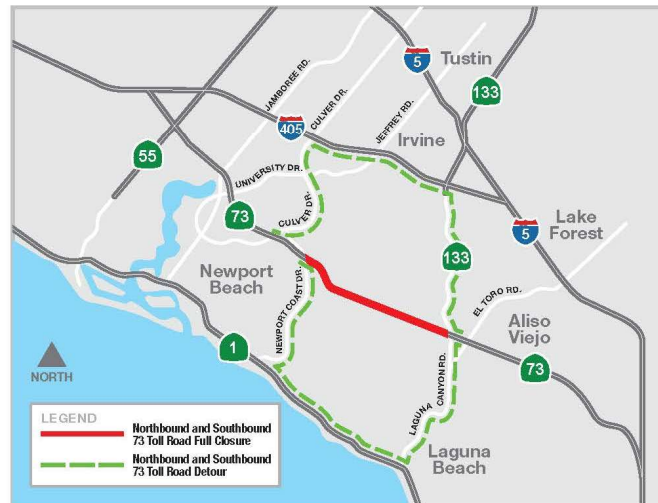 JAMBOREE RD.
5
Tustin
133
CULVER DR.
405
JEFFREY RD.
Irvine
55
UNIVERSITY DR.
73
CULVER DR.
Lake
Forest
5
133
Newport
Beach
NEWPORT COAST DR.
EL TORO RD.
Aliso
Viejo
1
73
NORTH
LAGUNA
CANYON RD.
Laguna
Beach
LEGEND
Northbound and Southbound
73 Toll Road Full Closure
Northbound and Southbound
73 Toll Road Detour